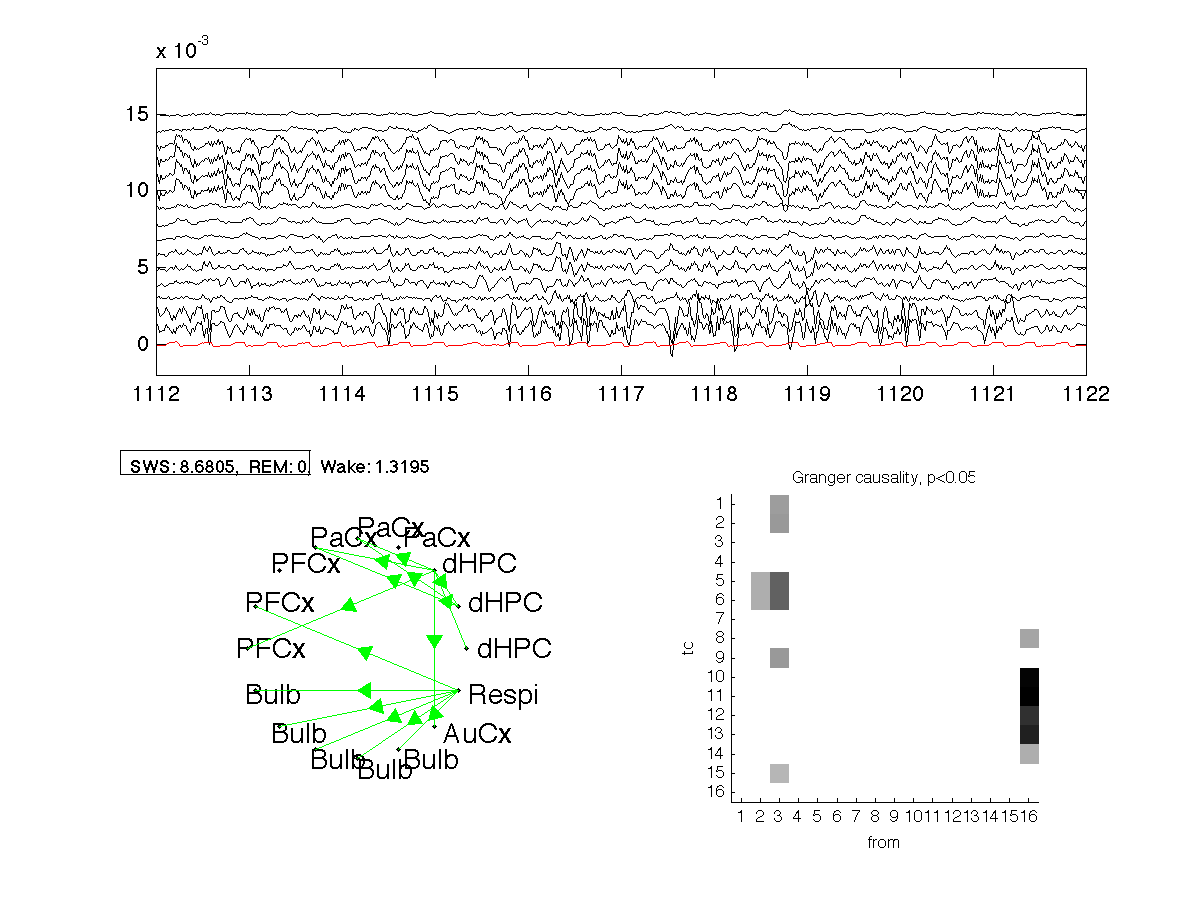 x 10-3
15
10
5
0
1112 1113 1114 1115 1116 1117 1118 1119 1120 1121 1122
SWS:8.6805, REM:0, Wake:1.3195
Granger causality, p<0.05
PaCx
PaCx PaCx
PFCx dHPC
PFCx dHPC
PFCx dHPC
Bulb Respi
Bulb AuCx
Bulb Bulb
Bulb
1
2
3
4
5
6
7
8
9
10
11
12
13
14
15
16
to
1 2 3 4 5 6 7 8 9 10 11 12 13 14 15 16
from